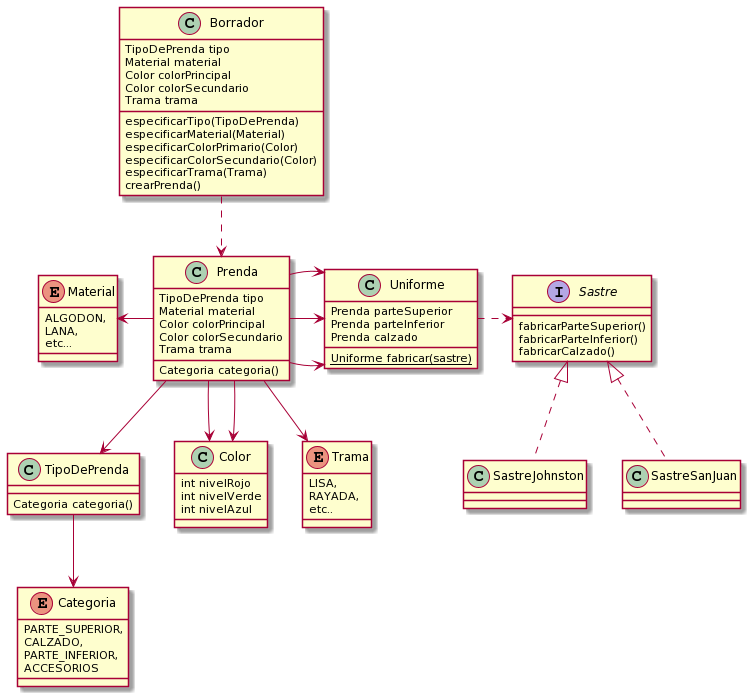 C Borrador
TipoDePrenda tipo
Material material
Color colorPrincipal
Color colorSecundario
Trama trama
especificarTipo(TipoDePrenda)
especificarMaterial(Material)
especificarColorPrimario(Color)
especificarColorSecundario(Color)
especificarTrama(Trama)
crearPrenda()
E Material
ALGODON,
LANA,
etc...
C Prenda
TipoDePrenda tipo
Material material
Color colorPrincipal
Color colorSecundario
Trama trama
Categoria categoria()
C Uniforme
Prenda parteSuperior
Prenda parteInferior
Prenda calzado
Uniforme fabricar(sastre)
I Sastre
fabricarParteSuperior()
fabricarParteInferior()
fabricarCalzado()
C TipoDePrenda
Categoria categoria()
C Color
int nivelRojo
int nivelVerde
int nivelAzul
E Trama
LISA,
RAYADA,
etc..
C SastreJohnston
C SastreSanJuan
E Categoria
PARTE_SUPERIOR,
CALZADO,
PARTE_INFERIOR,
ACCESORIOS